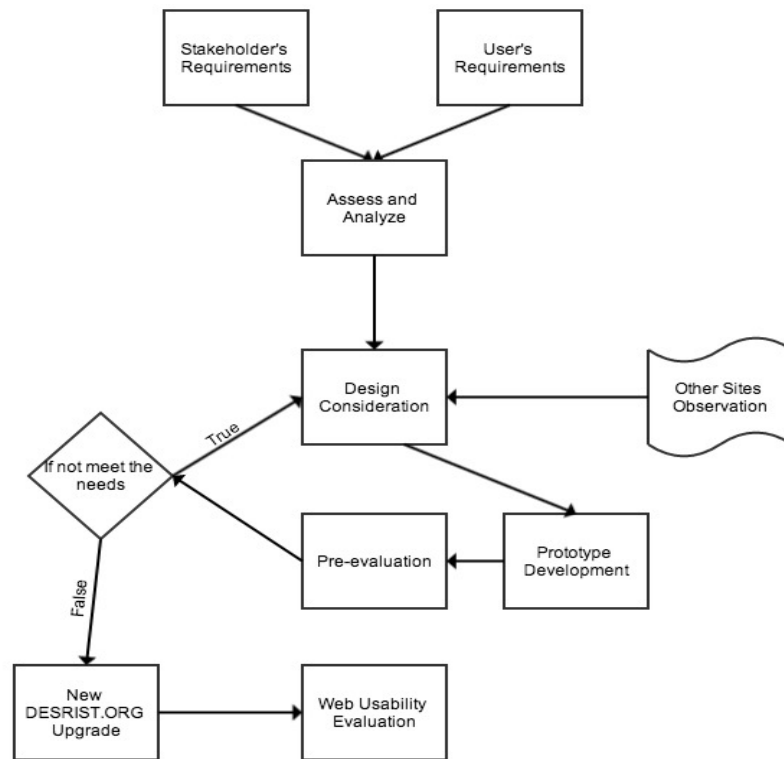 Stakeholder's
Requirements
User's
Requirements
Assess and
Analyze
Design
Consideration
Other Sites
Observation
True
If not meet the
needs
Pre-evaluation
Prototype
Development
False
New
DESRIST.ORG
Upgrade
Web Usability
Evaluation